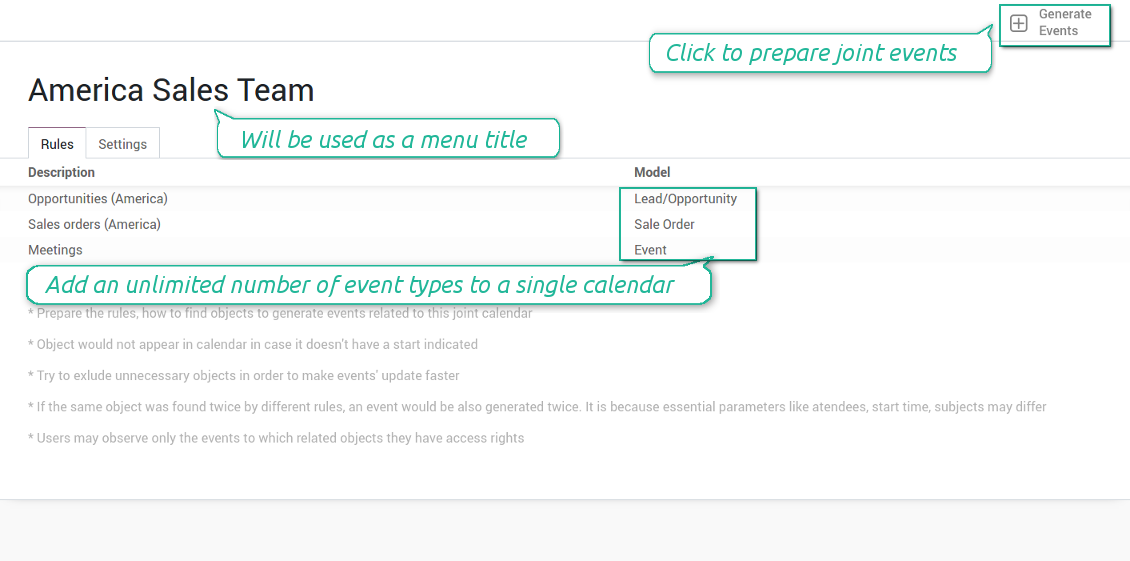 Generate
Events
Click to prepare joint events
America Sales Team
Will be used as a menu title
Rules Settings
Description Model
Opportunities (America) Lead/Opportunity
Sales orders (America) Sale Order
Meetings Event
Add an unlimited number of event types to a single calendar
* Prepare the rules, how to find objects to generate events related to this joint calendar
* Object would not appear in calendar in case it doesn't have a start indicated
* Try to exlude unnecessary objects in order to make events' update faster
* If the same object was found twice by different rules, an event would be also generated twice. It is because essential parameters like atendees, start time, subjects may differ
* Users may observe only the events to which related objects they have access rights